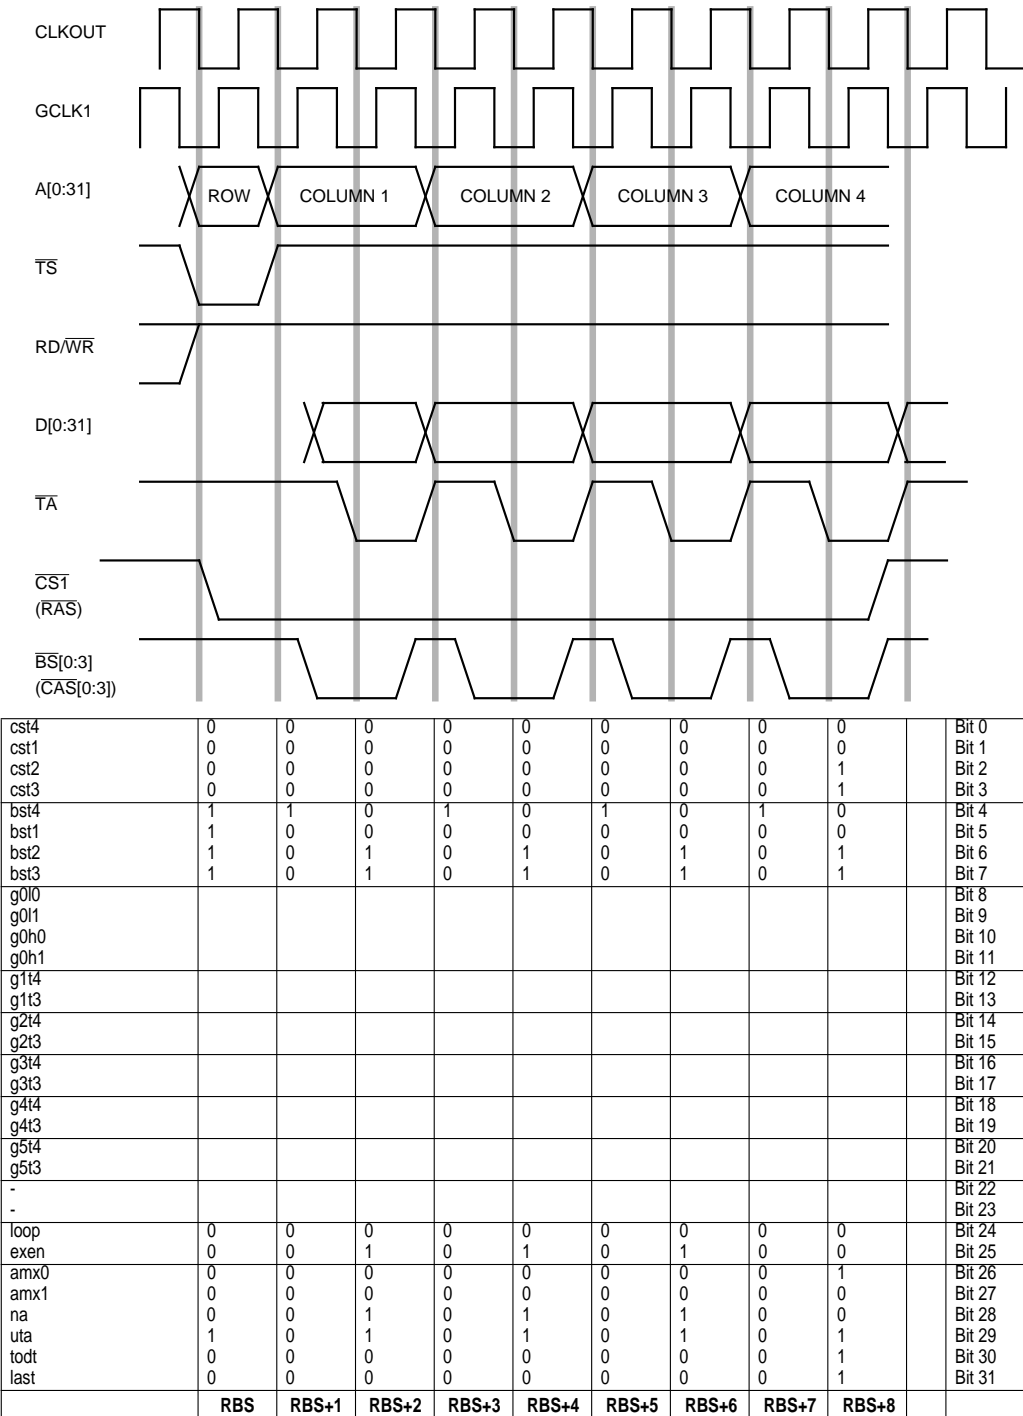 CLKOUT
GCLK1
A[0:31] ROW COLUMN 1 COLUMN 2 COLUMN 3 COLUMN 4
TS
RD/WR
D[0:31]
TA
CS1
(RAS)
BS[0:3]
(CAS[0:3])
cst4 0 0 0 0 0 0 0 0 0 Bit 0
cst1 0 0 0 0 0 0 0 0 0 Bit 1
cst2 0 0 0 0 0 0 0 0 1 Bit 2
cst3 0 0 0 0 0 0 0 0 1 Bit 3
bst4 1 1 0 1 0 1 0 1 0 Bit 4
bst1 1 0 0 0 0 0 0 0 0 Bit 5
bst2 1 0 1 0 1 0 1 0 1 Bit 6
bst3 1 0 1 0 1 0 1 0 1 Bit 7
g0l0 Bit 8
g0l1 Bit 9
g0h0 Bit 10
g0h1 Bit 11
g1t4 Bit 12
g1t3 Bit 13
g2t4 Bit 14
g2t3 Bit 15
g3t4 Bit 16
g3t3 Bit 17
g4t4 Bit 18
g4t3 Bit 19
g5t4 Bit 20
g5t3 Bit 21
- Bit 22
- Bit 23
loop 0 0 0 0 0 0 0 0 0 Bit 24
exen 0 0 1 0 1 0 1 0 0 Bit 25
amx0 0 0 0 0 0 0 0 0 1 Bit 26
amx1 0 0 0 0 0 0 0 0 0 Bit 27
na 0 0 1 0 1 0 1 0 0 Bit 28
uta 1 0 1 0 1 0 1 0 1 Bit 29
todt 0 0 0 0 0 0 0 0 1 Bit 30
last 0 0 0 0 0 0 0 0 1 Bit 31
RBS RBS+1 RBS+2 RBS+3 RBS+4 RBS+5 RBS+6 RBS+7 RBS+8